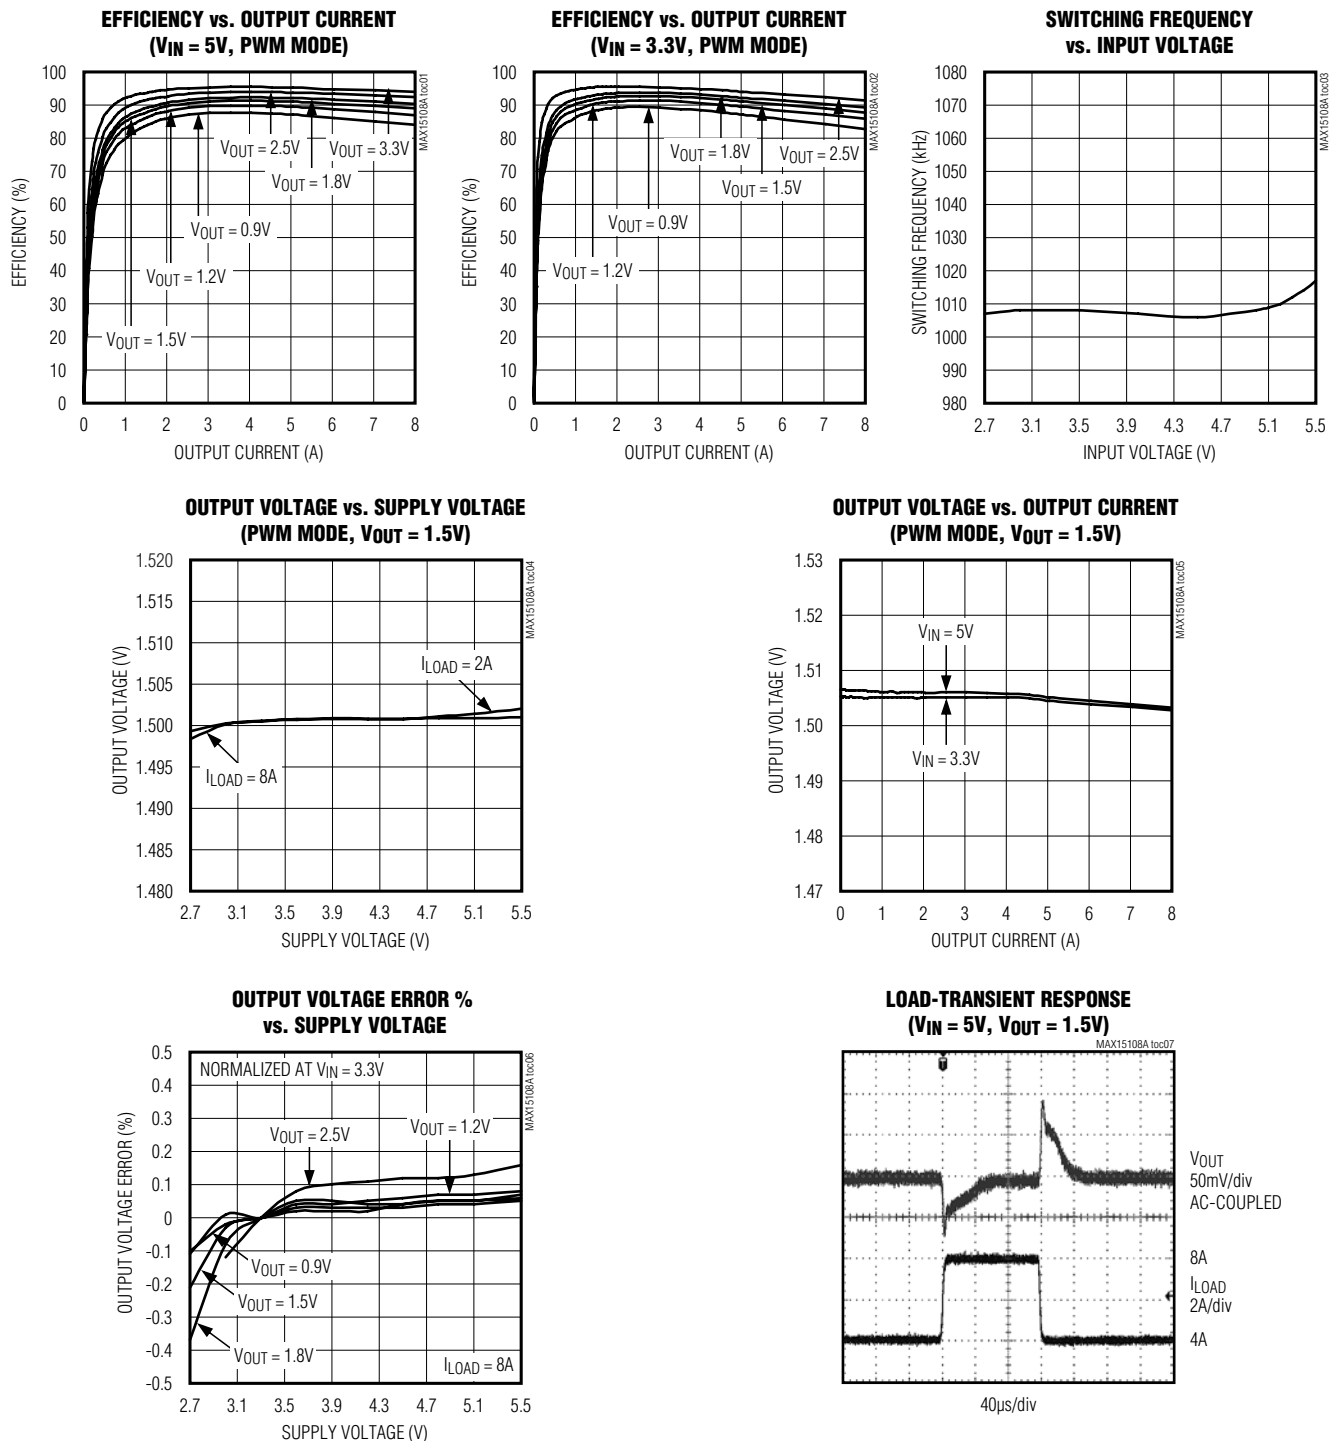 EFFICIENCY vs. OUTPUT CURRENT
(VIN = 5V, PWM MODE)
MAX15108A toc01
100
90
80
70
60
50
40
30
20
10
0
EFFICIENCY (%)
VOUT = 2.5V
VOUT = 3.3V
VOUT = 1.8V
VOUT = 0.9V
VOUT = 1.2V
VOUT = 1.5V
0 1 2 3 4 5 6 7 8
OUTPUT CURRENT (A)
EFFICIENCY vs. OUTPUT CURRENT
(VIN = 3.3V, PWM MODE)
MAX15108A toc02
100
90
80
70
60
50
40
30
20
10
0
EFFICIENCY (%)
VOUT = 1.8V
VOUT = 2.5V
VOUT = 1.5V
VOUT = 0.9V
VOUT = 1.2V
0 1 2 3 4 5 6 7 8
OUTPUT CURRENT (A)
SWITCHING FREQUENCY
vs. INPUT VOLTAGE
MAX15108A toc03
1080
1070
1060
1050
1040
1030
1020
1010
1000
990
980
SWITCHING FREQUENCY (kHz)
2.7 3.1 3.5 3.9 4.3 4.7 5.1 5.5
INPUT VOLTAGE (V)
OUTPUT VOLTAGE vs. SUPPLY VOLTAGE
(PWM MODE, VOUT = 1.5V)
MAX15108A toc04
1.520
1.515
1.510
1.505
1.500
1.495
1.490
1.485
1.480
OUTPUT VOLTAGE (V)
ILOAD = 2A
ILOAD = 8A
2.7 3.1 3.5 3.9 4.3 4.7 5.1 5.5
SUPPLY VOLTAGE (V)
OUTPUT VOLTAGE vs. OUTPUT CURRENT
(PWM MODE, VOUT = 1.5V)
MAX15108A toc05
1.53
1.52
1.51
1.50
1.49
1.48
1.47
OUTPUT VOLTAGE (V)
VIN = 5V
VIN = 3.3V
0 1 2 3 4 5 6 7 8
OUTPUT CURRENT (A)
OUTPUT VOLTAGE ERROR %
vs. SUPPLY VOLTAGE
MAX15108A toc06
0.5
0.4
0.3
0.2
0.1
0
-0.1
-0.2
-0.3
-0.4
-0.5
OUTPUT VOLTAGE ERROR (%)
NORMALIZED AT VIN = 3.3V
VOUT = 2.5V
VOUT = 1.2V
VOUT = 0.9V
VOUT = 1.5V
VOUT = 1.8V
ILOAD = 8A
2.7 3.1 3.5 3.9 4.3 4.7 5.1 5.5
SUPPLY VOLTAGE (V)
LOAD-TRANSIENT RESPONSE
(VIN = 5V, VOUT = 1.5V)
MAX15108A toc07
VOUT
50mV/div
AC-COUPLED
8A
ILOAD
2A/div
4A
40µs/div